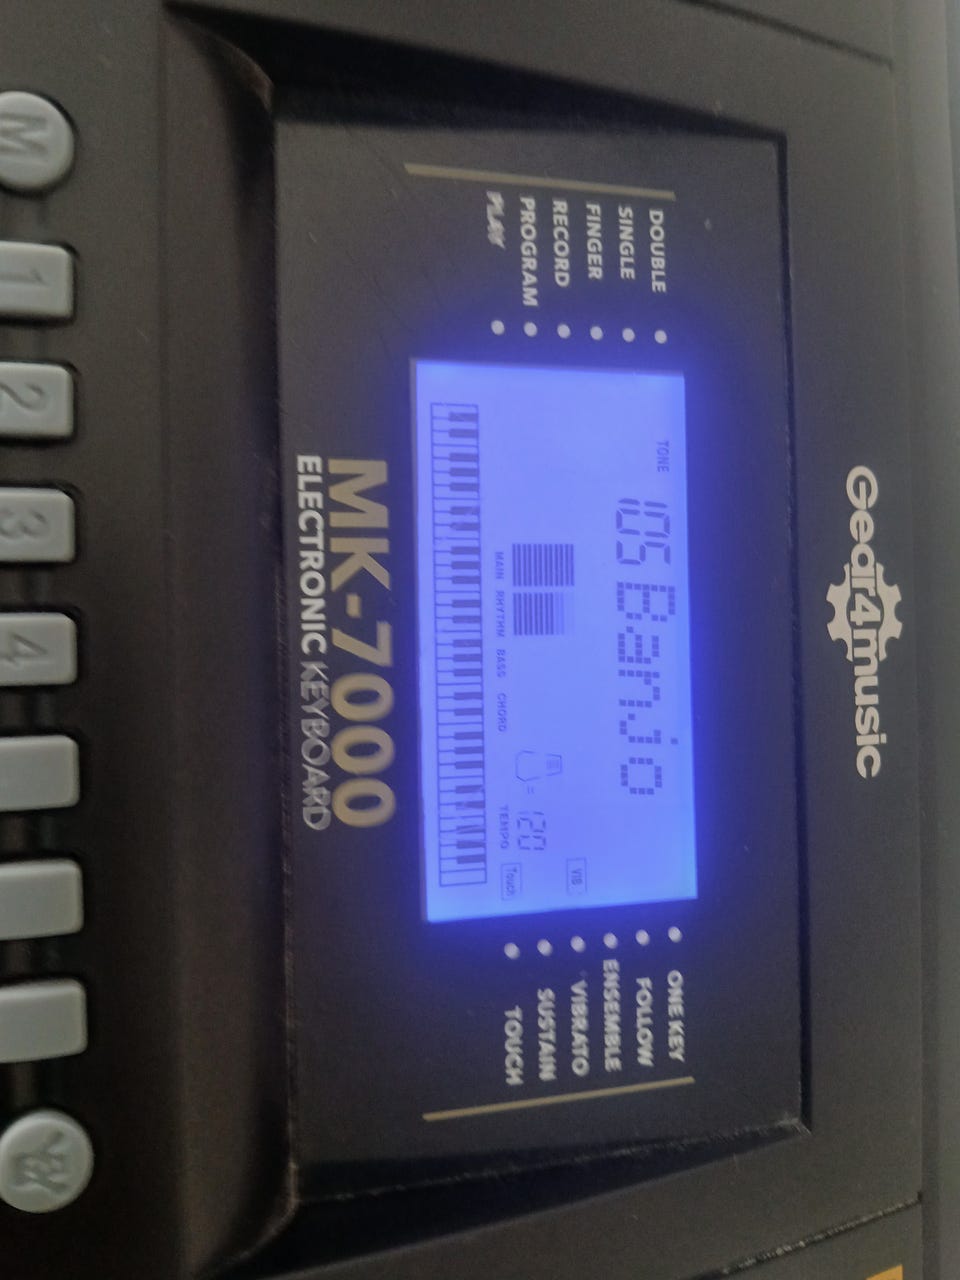 Gear4music
DOUBLE
SINGLE
FINGER
RECORD
PROGRAM
PLAY
TONE 105 Banjo
VIB
= 120
MAIN RHYTHM BASS CHORD TEMPO Touch
ONE KEY
FOLLOW
ENSEMBLE
VIBRATO
SUSTAIN
TOUCH
MK-7000
ELECTRONIC KEYBOARD
M 1 2 3 4